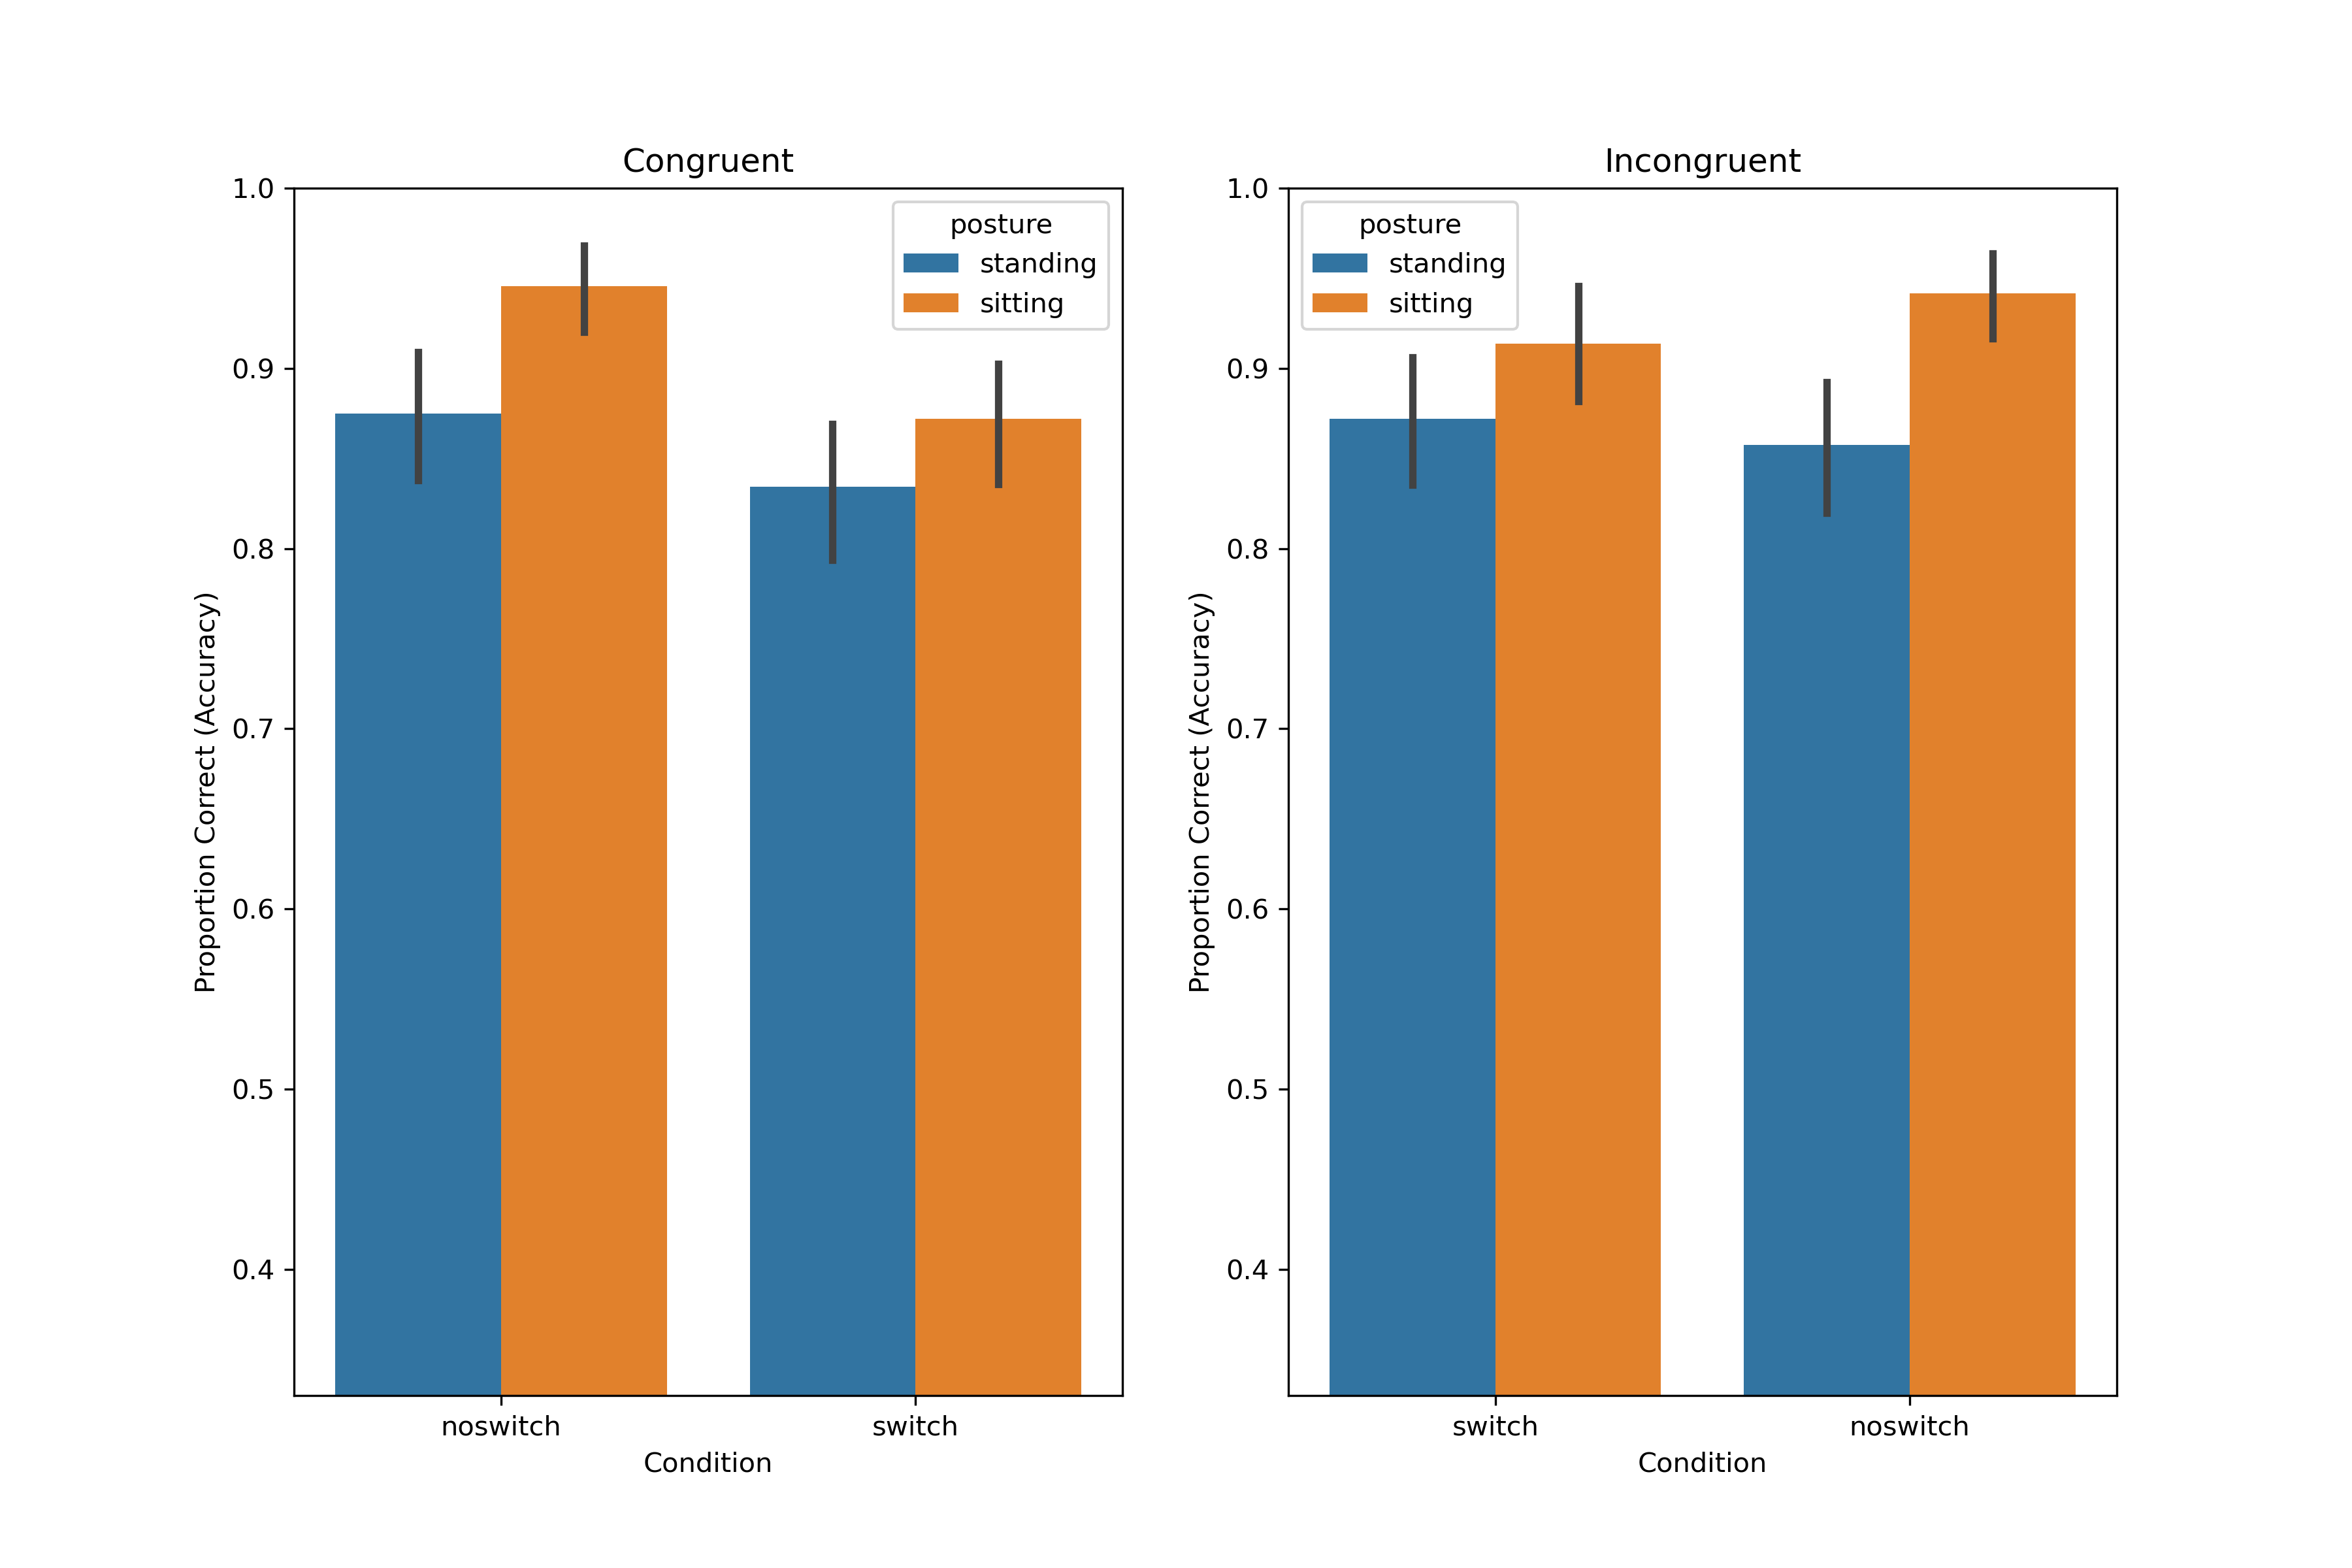 Congruent
1.0
0.9
0.8
0.7
0.6
0.5
0.4
Proportion Correct (Accuracy)
posture
standing
sitting
noswitch
switch
Condition
Incongruent
1.0
0.9
0.8
0.7
0.6
0.5
0.4
Proportion Correct (Accuracy)
posture
standing
sitting
switch
noswitch
Condition